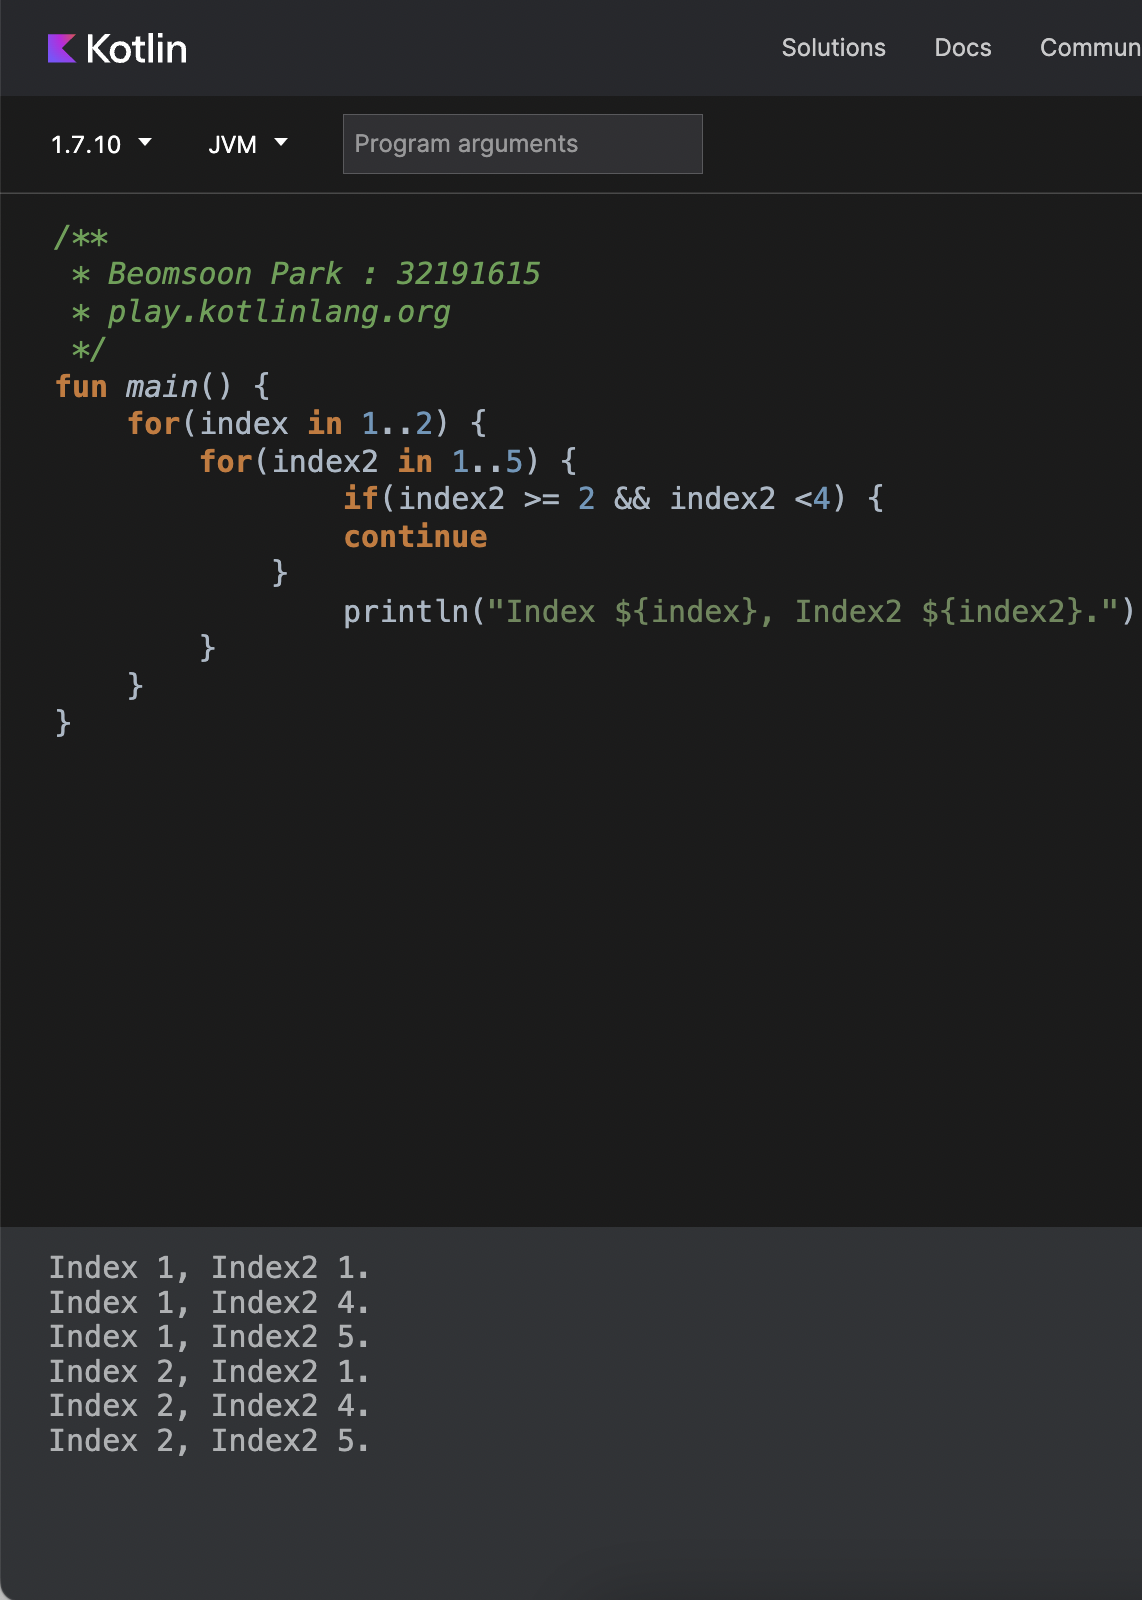 Kotlin Solutions Docs Commun
1.7.10 JVM Program arguments
/**
 * Beomsoon Park : 32191615
 * play.kotlinlang.org
 */
fun main() {
    for(index in 1..2) {
        for(index2 in 1..5) {
                if(index2 >= 2 && index2 <4) {
                continue
            }
                println("Index ${index}, Index2 ${index2}.")
        }
    }
}
Index 1, Index2 1.
Index 1, Index2 4.
Index 1, Index2 5.
Index 2, Index2 1.
Index 2, Index2 4.
Index 2, Index2 5.